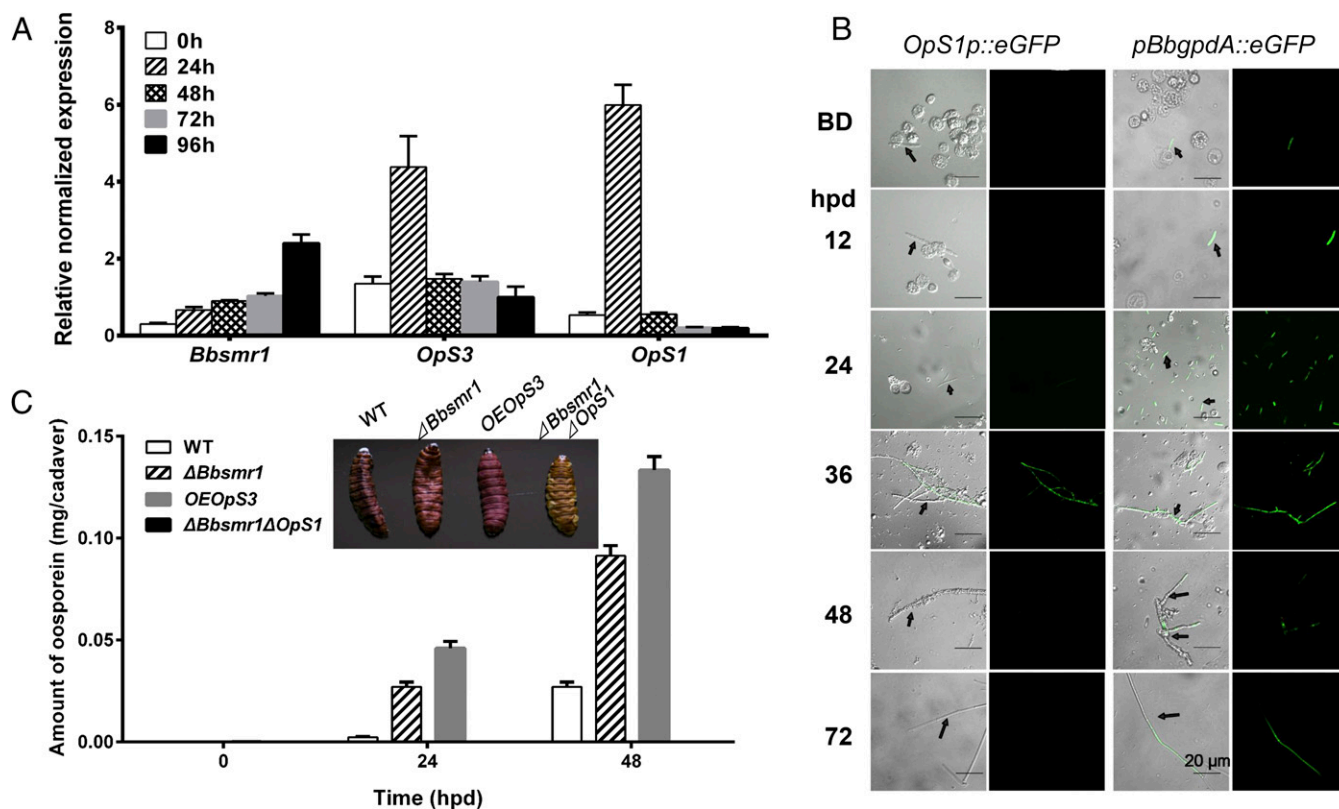 A
Relative normalized expression
8
6
4
2
0
0h
24h
48h
72h
96h
Bbsmr1
OpS3
OpS1
B
OpS1p::eGFP
pBbgpdA::eGFP
BD
hpd
12
24
36
48
72
20 μm
C
Amount of oosporein (mg/cadaver)
0.15
0.10
0.05
0.00
WT
ΔBbsmr1
OEOpS3
ΔBbsmr1ΔOpS1
WT
ΔBbsmr1
OEOpS3
ΔBbsmr1
ΔOpS1
0
24
48
Time (hpd)